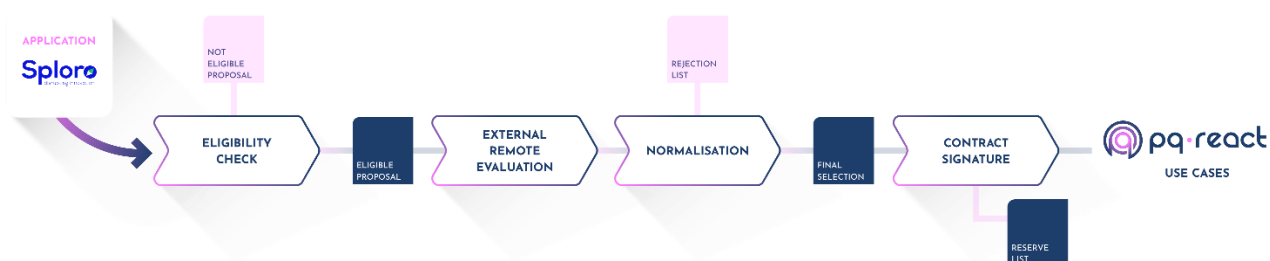 APPLICATION
Sploro
NOT
ELIGIBLE
PROPOSAL
ELIGIBILITY
CHECK
ELIGIBLE
PROPOSAL
EXTERNAL
REMOTE
EVALUATION
REJECTION
LIST
NORMALISATION
FINAL
SELECTION
CONTRACT
SIGNATURE
RESERVE
LIST
pq·react
USE CASES